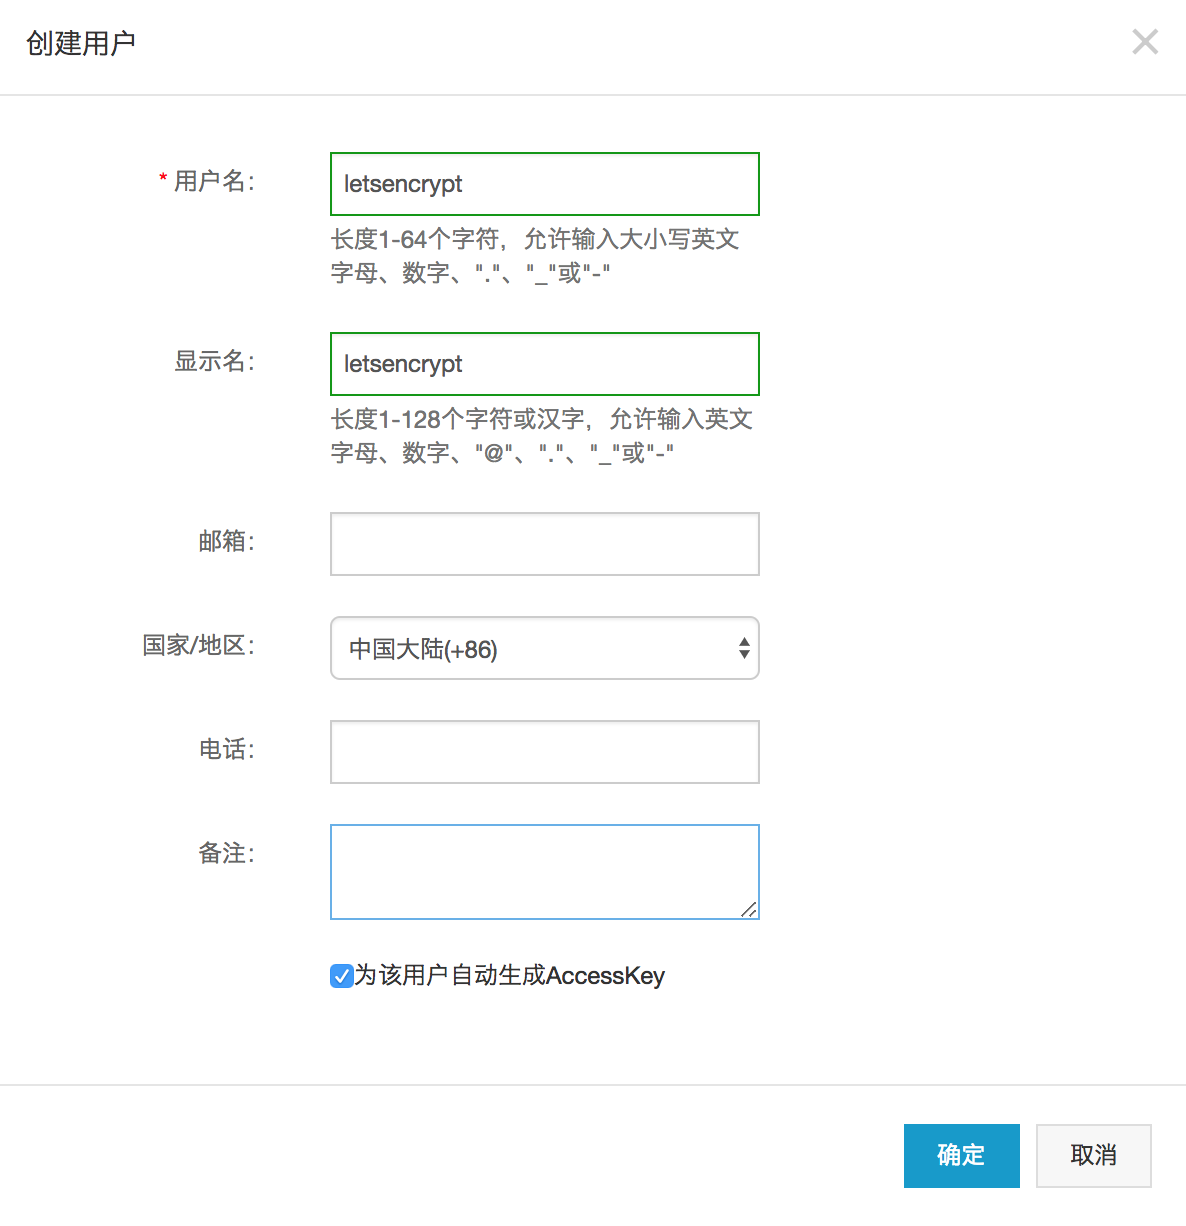 创建用户
* 用户名：
letsencrypt
长度1-64个字符，允许输入大小写英文
字母、数字、"."、"_"或"-"
显示名：
letsencrypt
长度1-128个字符或汉字，允许输入英文
字母、数字、"@"、"."、"_"或"-"
邮箱：
国家/地区：
中国大陆(+86)
电话：
备注：
为该用户自动生成AccessKey
确定
取消